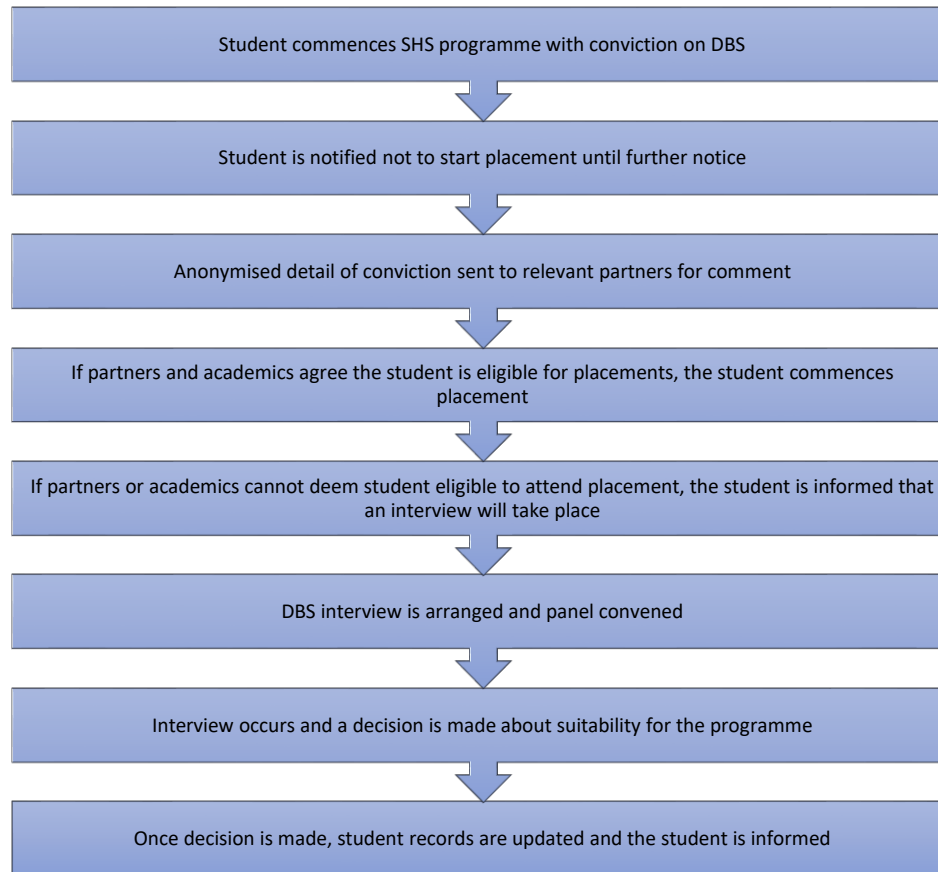 Student commences SHS programme with conviction on DBS
Student is notified not to start placement until further notice
Anonymised detail of conviction sent to relevant partners for comment
If partners and academics agree the student is eligible for placements, the student commences
placement
If partners or academics cannot deem student eligible to attend placement, the student is informed that
an interview will take place
DBS interview is arranged and panel convened
Interview occurs and a decision is made about suitability for the programme
Once decision is made, student records are updated and the student is informed